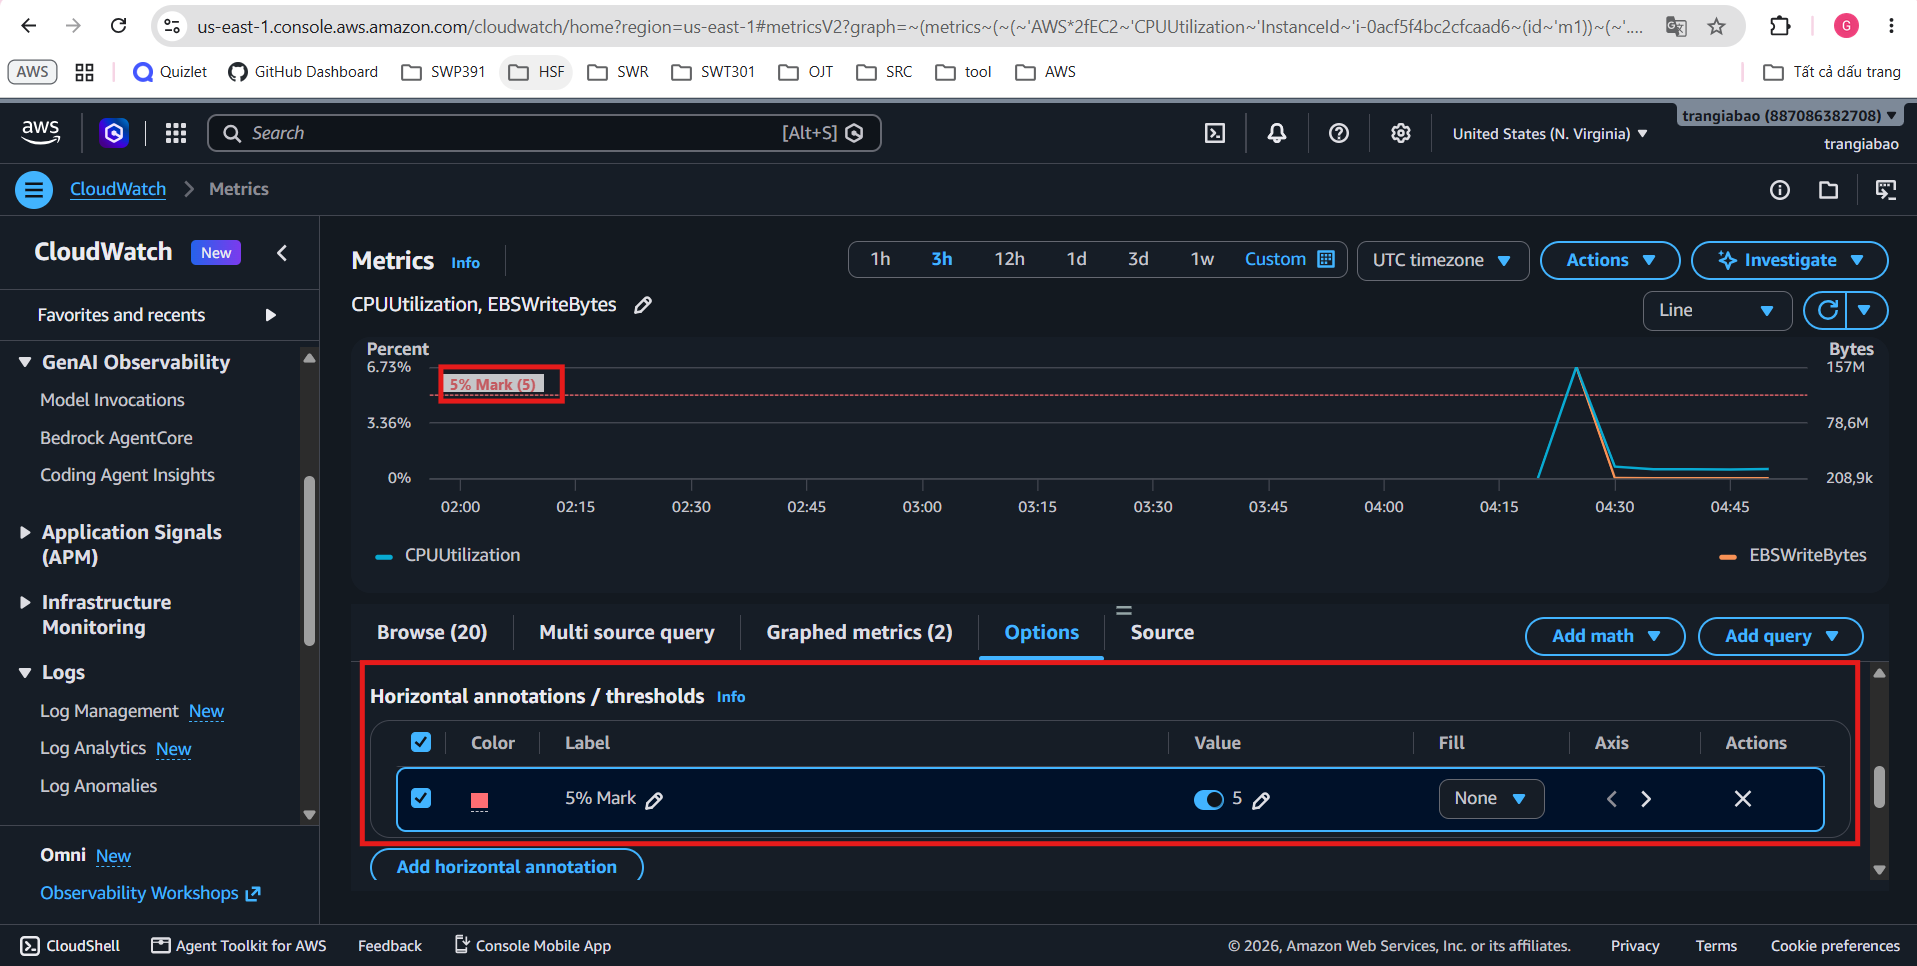 us-east-1.console.aws.amazon.com/cloudwatch/home?region=us-east-1#metricsV2?graph=~(metrics~(~(~'AWS*2fEC2~'CPUUtilization~'InstanceId~'i-0acf5f4bc2cfcaad6~(id~'m1))~(~'....
G
AWS Quizlet GitHub Dashboard SWP391 HSF SWR SWT301 OJT SRC tool AWS Tất cả dấu trang
aws Search [Alt+S] United States (N. Virginia) trangiabao (887086382708)
trangiabao
CloudWatch Metrics
CloudWatch New
Favorites and recents
GenAI Observability
Model Invocations
Bedrock AgentCore
Coding Agent Insights
Application Signals
(APM)
Infrastructure
Monitoring
Logs
Log Management New
Log Analytics New
Log Anomalies
Omni New
Observability Workshops
Metrics Info 1h 3h 12h 1d 3d 1w Custom UTC timezone Actions Investigate
CPUUtilization, EBSWriteBytes Line
Percent Bytes
6.73% 157M
5% Mark (5)
3.36% 78,6M
0% 208,9k
02:00 02:15 02:30 02:45 03:00 03:15 03:30 03:45 04:00 04:15 04:30 04:45
CPUUtilization EBSWriteBytes
Browse (20) Multi source query Graphed metrics (2) Options Source Add math Add query
Horizontal annotations / thresholds Info
Color Label Value Fill Axis Actions
5% Mark 5 None
Add horizontal annotation
CloudShell Agent Toolkit for AWS Feedback Console Mobile App © 2026, Amazon Web Services, Inc. or its affiliates. Privacy Terms Cookie preferences